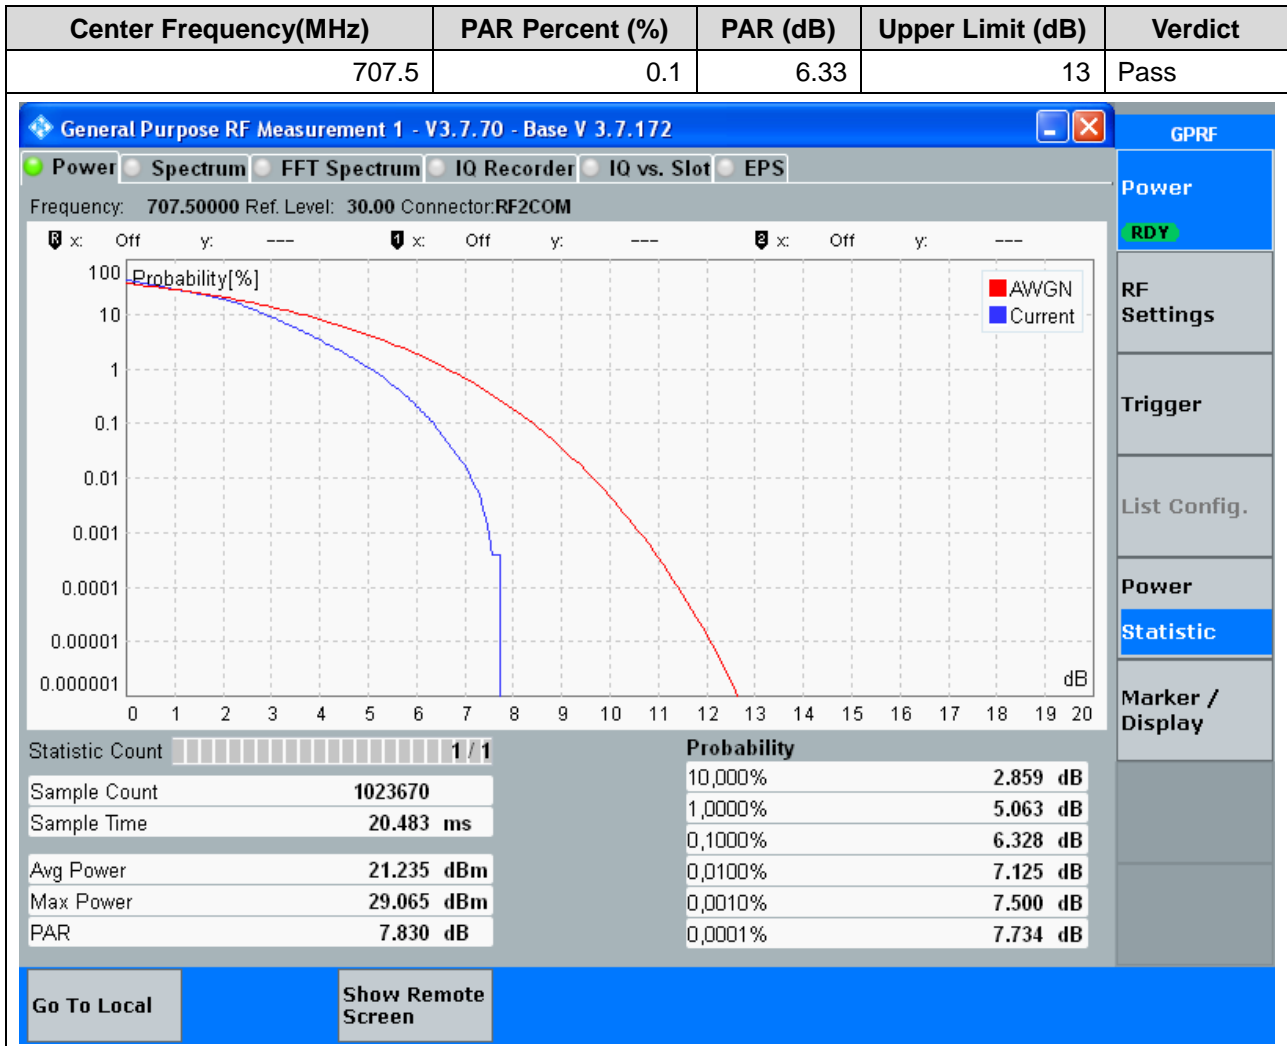 Center Frequency(MHz) PAR Percent (%) PAR (dB) Upper Limit (dB) Verdict
707.5 0.1 6.33 13 Pass
General Purpose RF Measurement 1 - V3.7.70 - Base V 3.7.172
GPRF
Power Spectrum FFT Spectrum IQ Recorder IQ vs. Slot EPS
Power
RDY
Frequency: 707.50000 Ref. Level: 30.00 Connector:RF2COM
R x: Off y: --- 1 x: Off y: --- 2 x: Off y: ---
100 Probability[%]
AWGN
Current
10
1
0.1
0.01
0.001
0.0001
0.00001
0.000001
dB
0 1 2 3 4 5 6 7 8 9 10 11 12 13 14 15 16 17 18 19 20
RF
Settings
Trigger
List Config.
Power
Statistic
Marker /
Display
Statistic Count 1 / 1
Sample Count 1023670
Sample Time 20.483 ms
Avg Power 21.235 dBm
Max Power 29.065 dBm
PAR 7.830 dB
Probability
10,000% 2.859 dB
1,0000% 5.063 dB
0,1000% 6.328 dB
0,0100% 7.125 dB
0,0010% 7.500 dB
0,0001% 7.734 dB
Go To Local
Show Remote
Screen